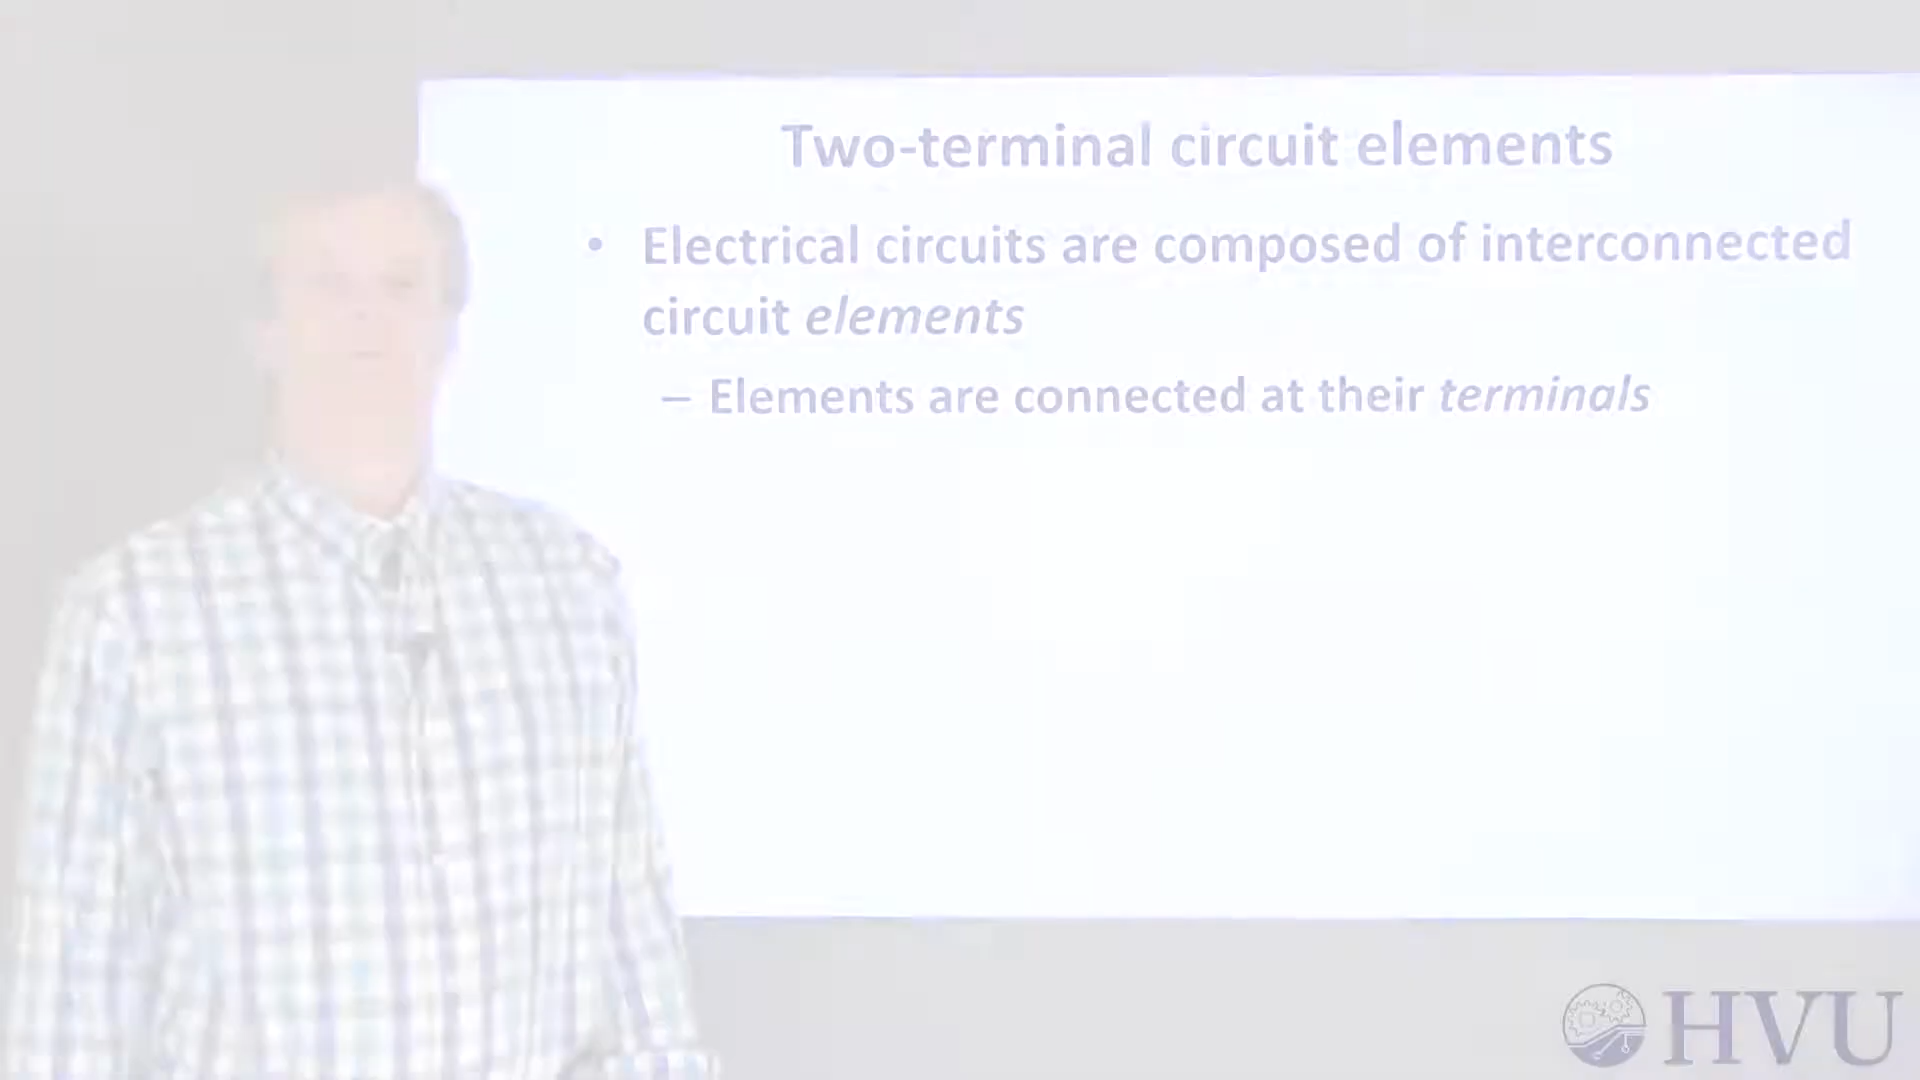 Two-terminal circuit elements
• Electrical circuits are composed of interconnected
circuit elements
– Elements are connected at their terminals
HVU